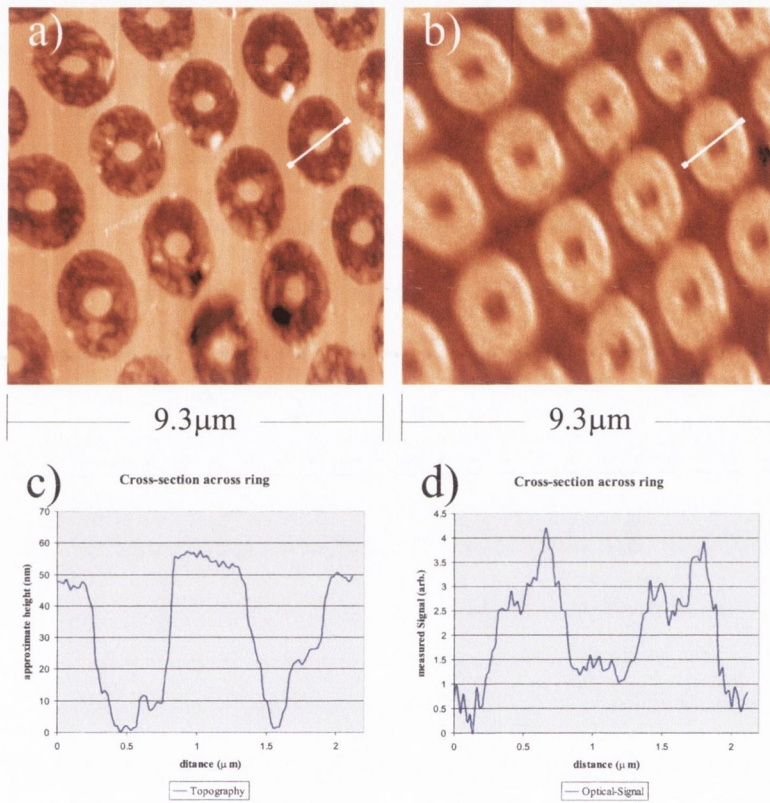 a)
b)
9.3µm
9.3µm
c)
Cross-section across ring
70
60
50
40
30
20
10
0
approximate height (nm)
0
0.5
1
1.5
2
ditance (µ m)
Topography
d)
Cross-section across ring
4.5
4
3.5
3
2.5
2
1.5
1
0.5
0
measured Signal (arb.)
0
0.5
1
1.5
2
distance (µ m)
Optical-Signal